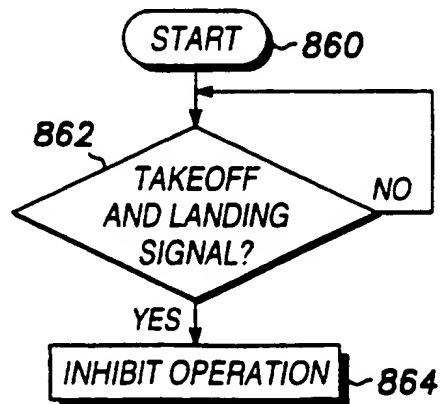 START 860
862
TAKEOFF
AND LANDING
SIGNAL?
NO
YES
INHIBIT OPERATION 864